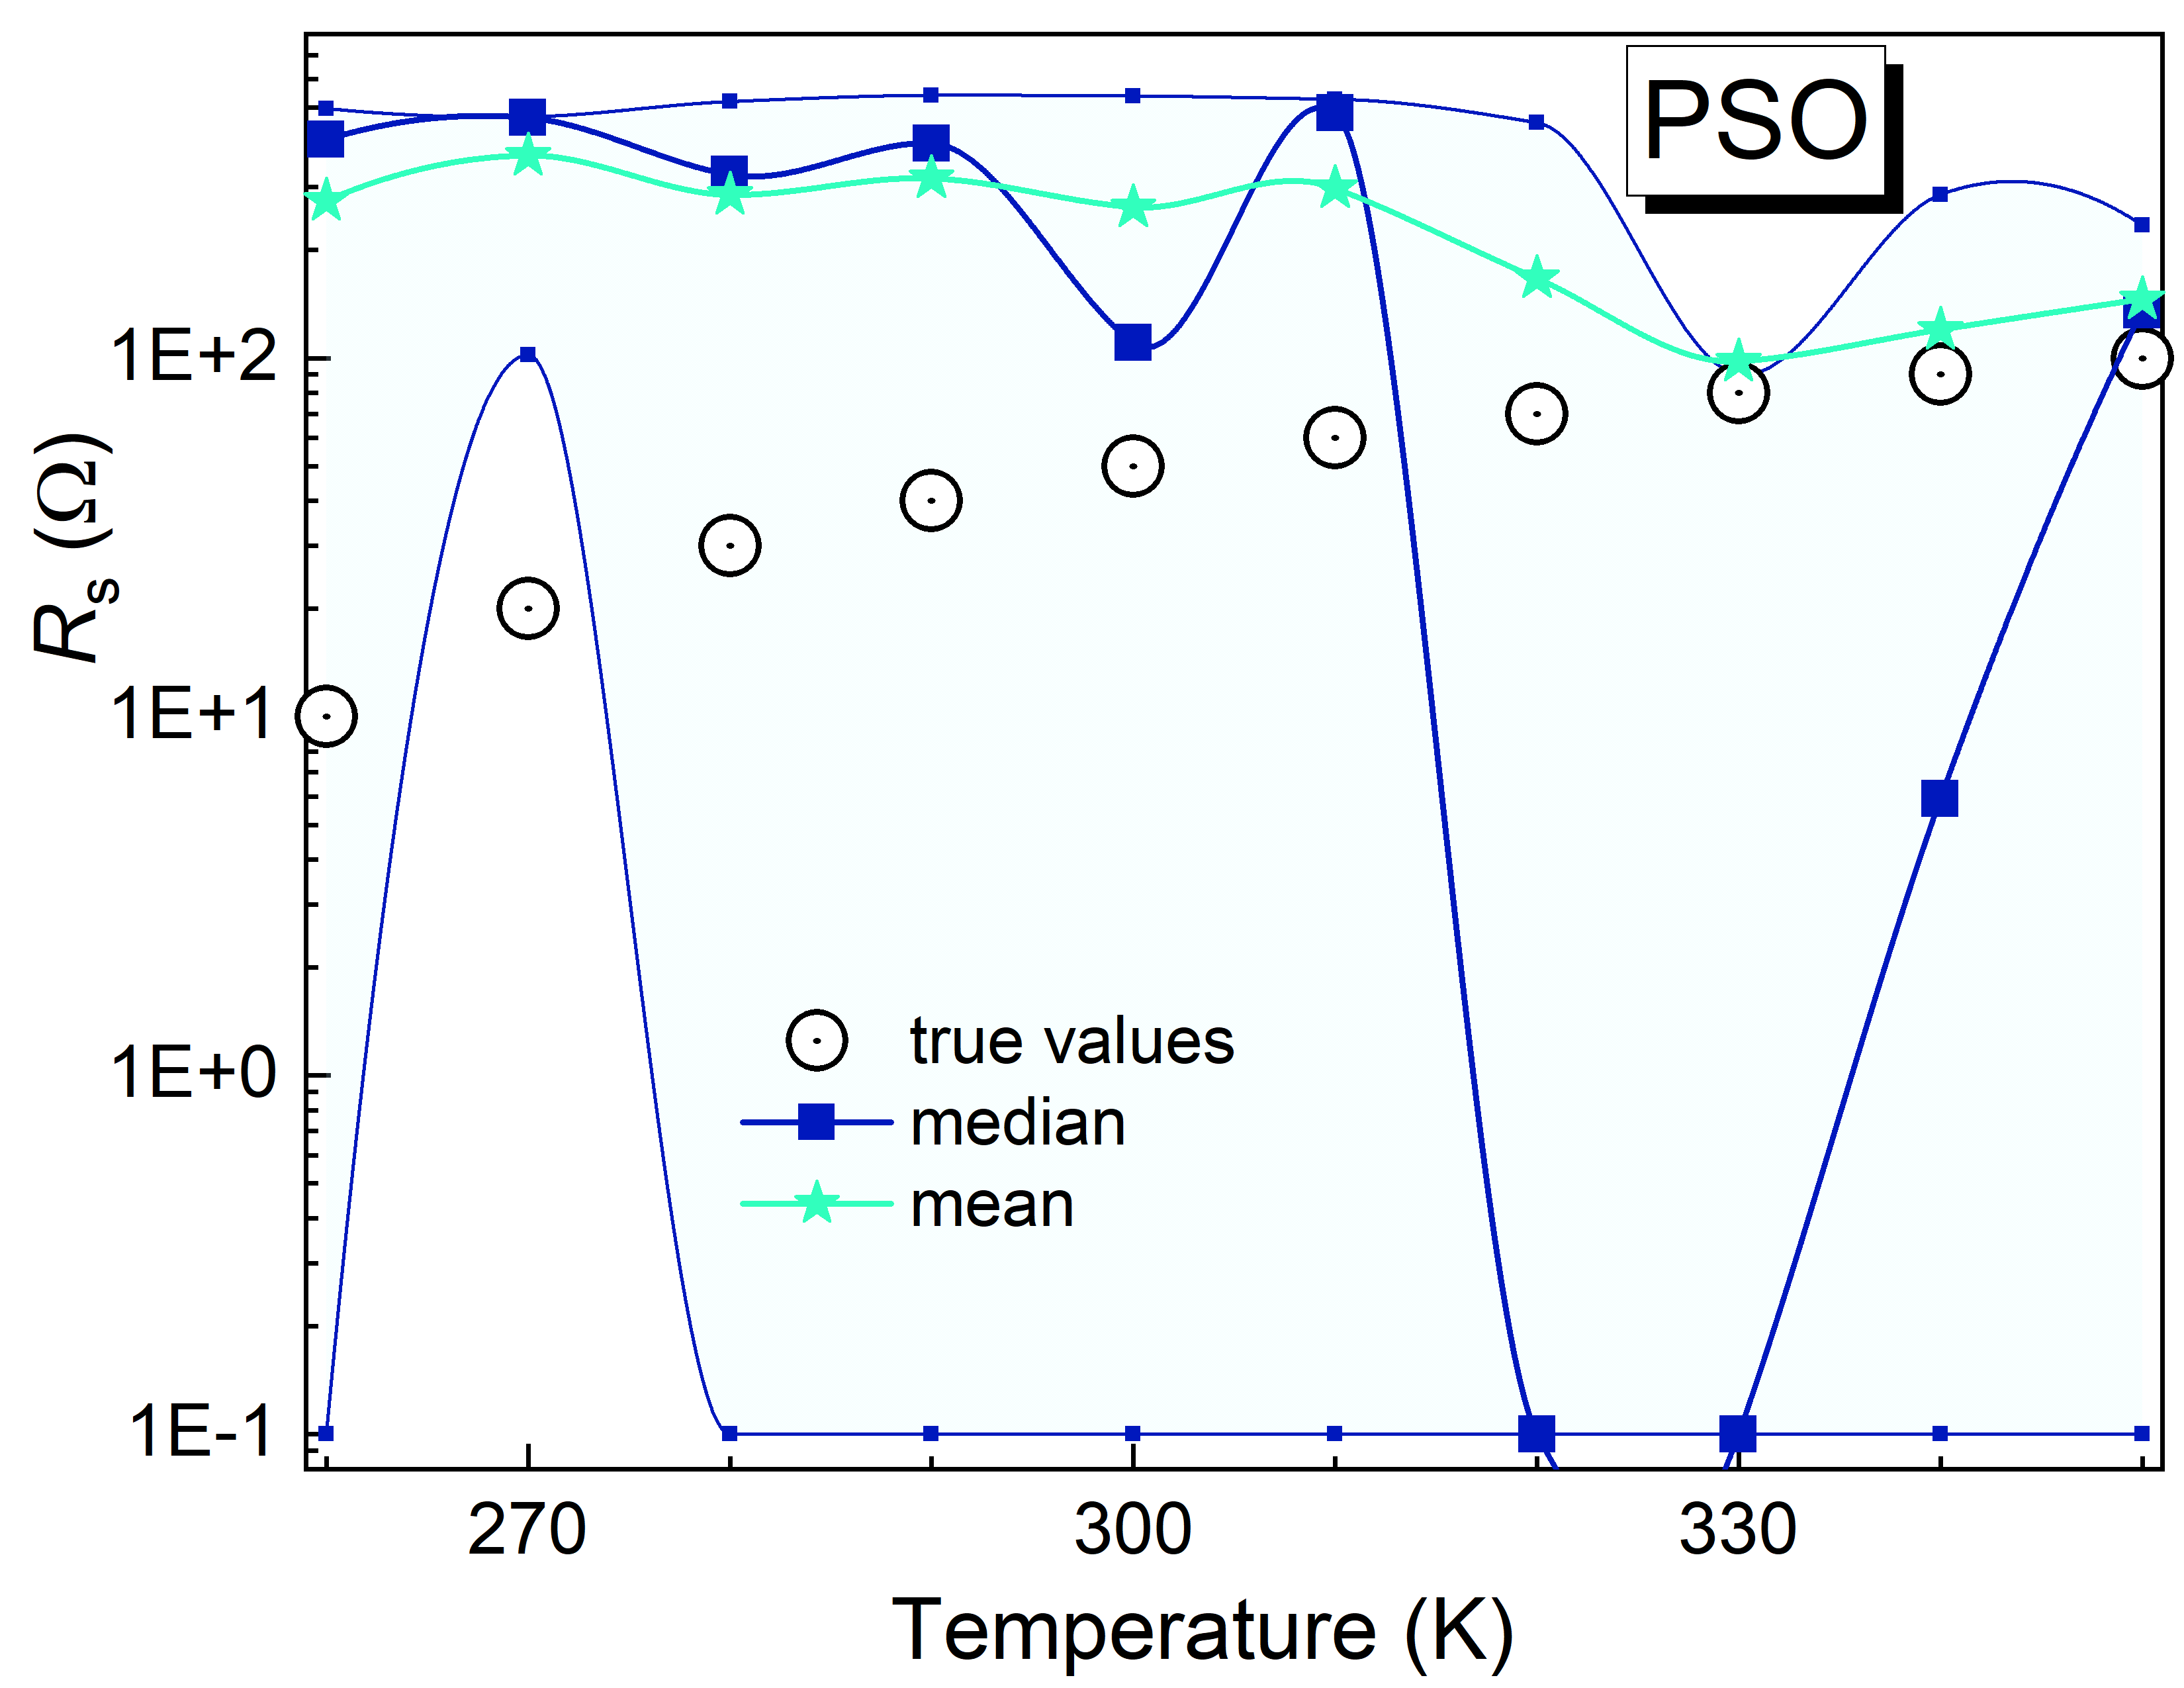 PSO
1E+2
1E+1
1E+0
1E-1
Rs (Ω)
true values
median
mean
270 300 330
Temperature (K)